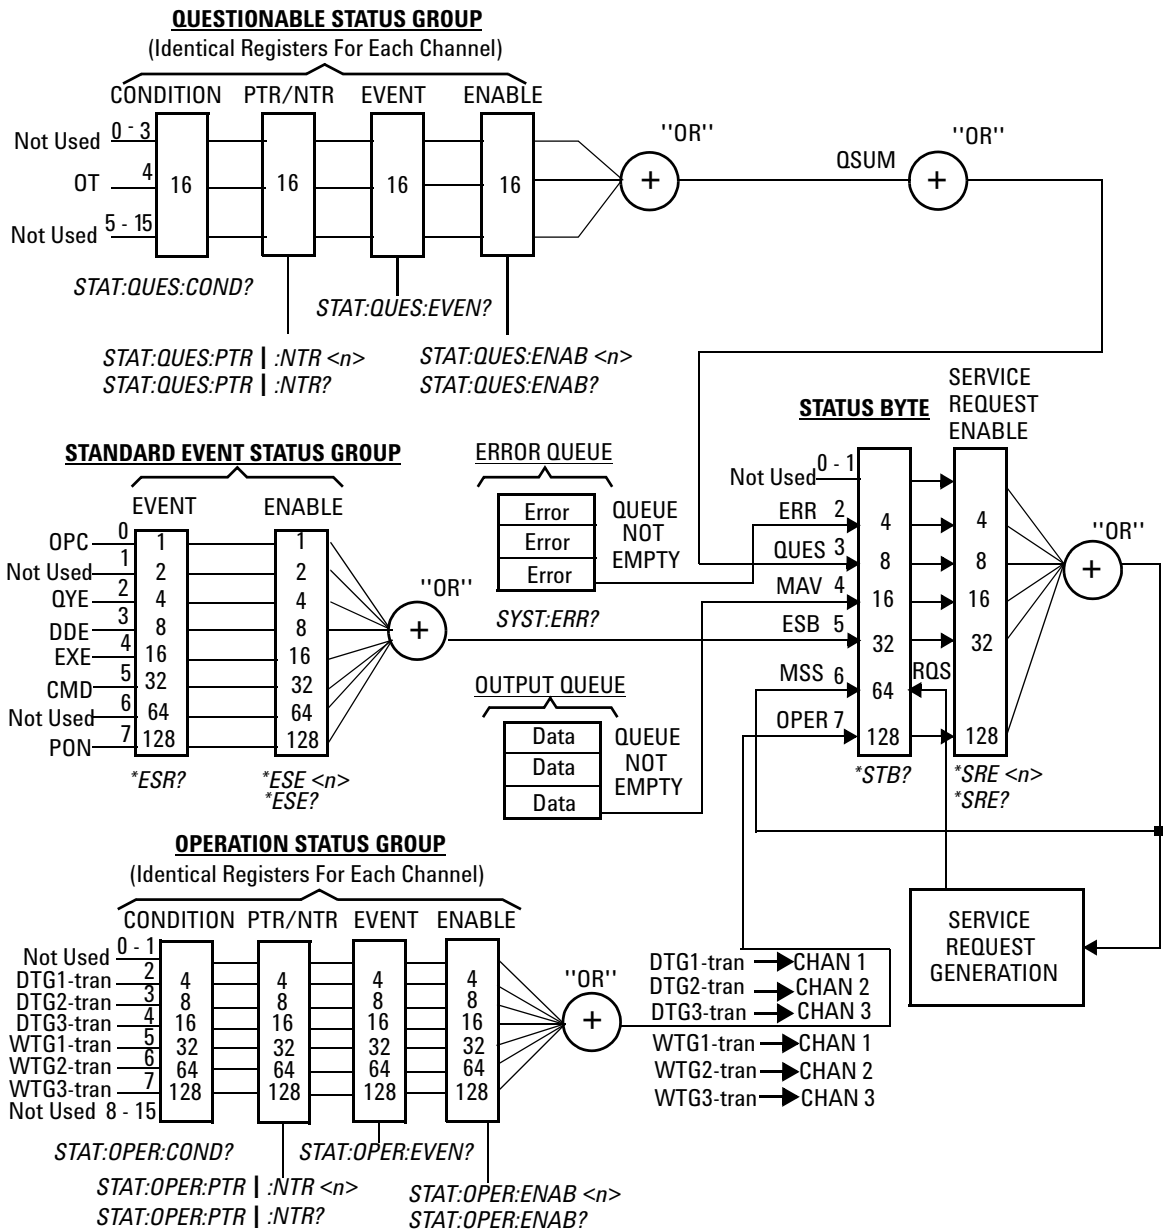 QUESTIONABLE STATUS GROUP
(Identical Registers For Each Channel)
CONDITION PTR/NTR EVENT ENABLE
Not Used 0 - 3
OT 4 16 16 16 16
Not Used 5 - 15
''OR''
+
QSUM
''OR''
+
STAT:QUES:COND?
STAT:QUES:EVEN?
STAT:QUES:PTR | :NTR <n>
STAT:QUES:PTR | :NTR?
STAT:QUES:ENAB <n>
STAT:QUES:ENAB?
STANDARD EVENT STATUS GROUP
EVENT ENABLE
OPC 0 1 1
Not Used 1 2 2
QYE 2 4 4
DDE 3 8 8
EXE 4 16 16
CMD 5 32 32
Not Used 6 64 64
PON 7 128 128
*ESR?
*ESE <n>
*ESE?
''OR''
+
ERROR QUEUE
Error
Error
Error
QUEUE
NOT
EMPTY
SYST:ERR?
OUTPUT QUEUE
Data
Data
Data
QUEUE
NOT
EMPTY
STATUS BYTE
SERVICE
REQUEST
ENABLE
Not Used 0 - 1
ERR 2 4 4
QUES 3 8 8
MAV 4 16 16
ESB 5 32 32
MSS 6 64 RQS
OPER 7 128 128
*STB?
*SRE <n>
*SRE?
''OR''
+
SERVICE
REQUEST
GENERATION
OPERATION STATUS GROUP
(Identical Registers For Each Channel)
CONDITION PTR/NTR EVENT ENABLE
Not Used 0 - 1
DTG1-tran 2 4 4 4 4
DTG2-tran 3 8 8 8 8
DTG3-tran 4 16 16 16 16
WTG1-tran 5 32 32 32 32
WTG2-tran 6 64 64 64 64
WTG3-tran 7 128 128 128 128
Not Used 8 - 15
''OR''
+
DTG1-tran CHAN 1
DTG2-tran CHAN 2
DTG3-tran CHAN 3
WTG1-tran CHAN 1
WTG2-tran CHAN 2
WTG3-tran CHAN 3
STAT:OPER:COND?
STAT:OPER:EVEN?
STAT:OPER:PTR | :NTR <n>
STAT:OPER:PTR | :NTR?
STAT:OPER:ENAB <n>
STAT:OPER:ENAB?